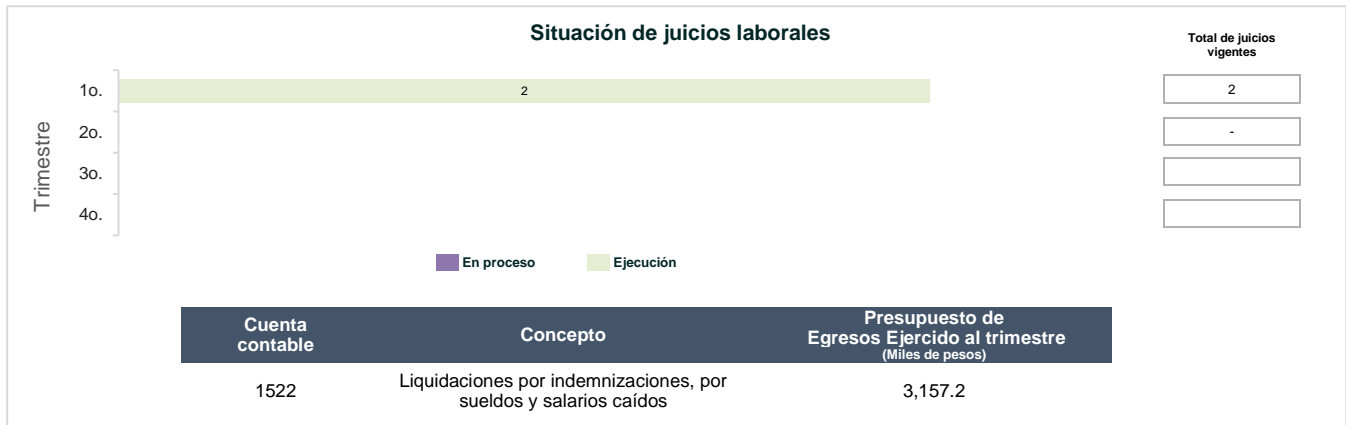 Situación de juicios laborales
Total de juicios
vigentes
Trimestre
1o.
2
2
2o.
-
3o.
4o.
En proceso
Ejecución
Cuenta
contable
Concepto
Presupuesto de
Egresos Ejercido al trimestre
(Miles de pesos)
1522
Liquidaciones por indemnizaciones, por
sueldos y salarios caídos
3,157.2